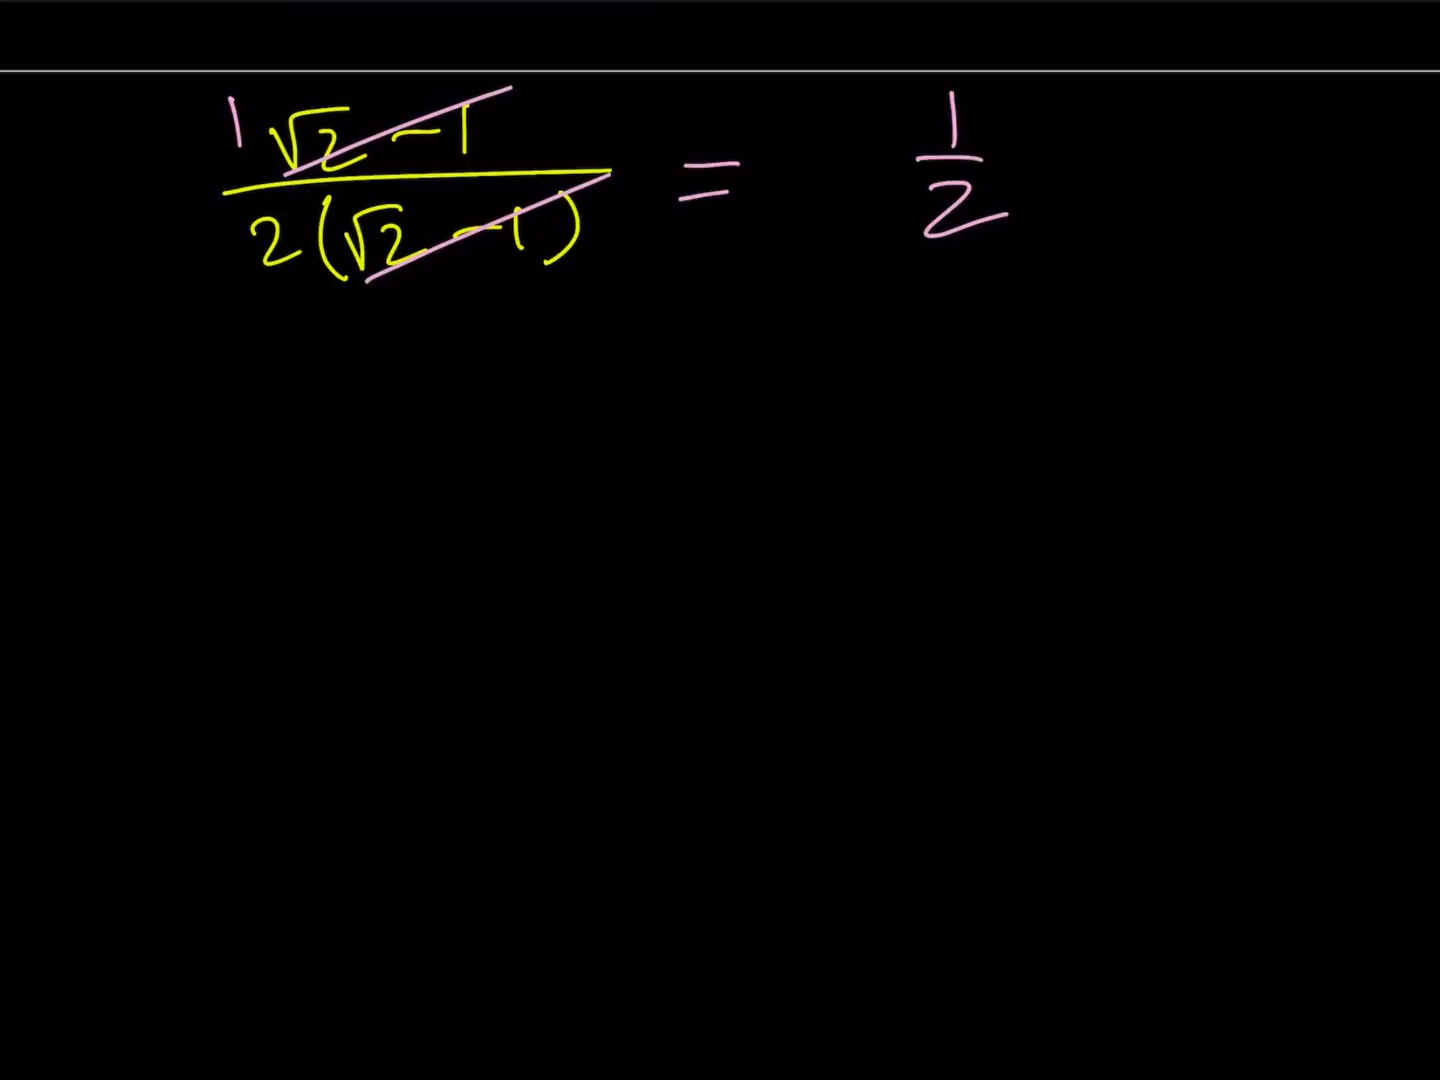 1 √2 - 1 / 2(√2 - 1) = 1/2